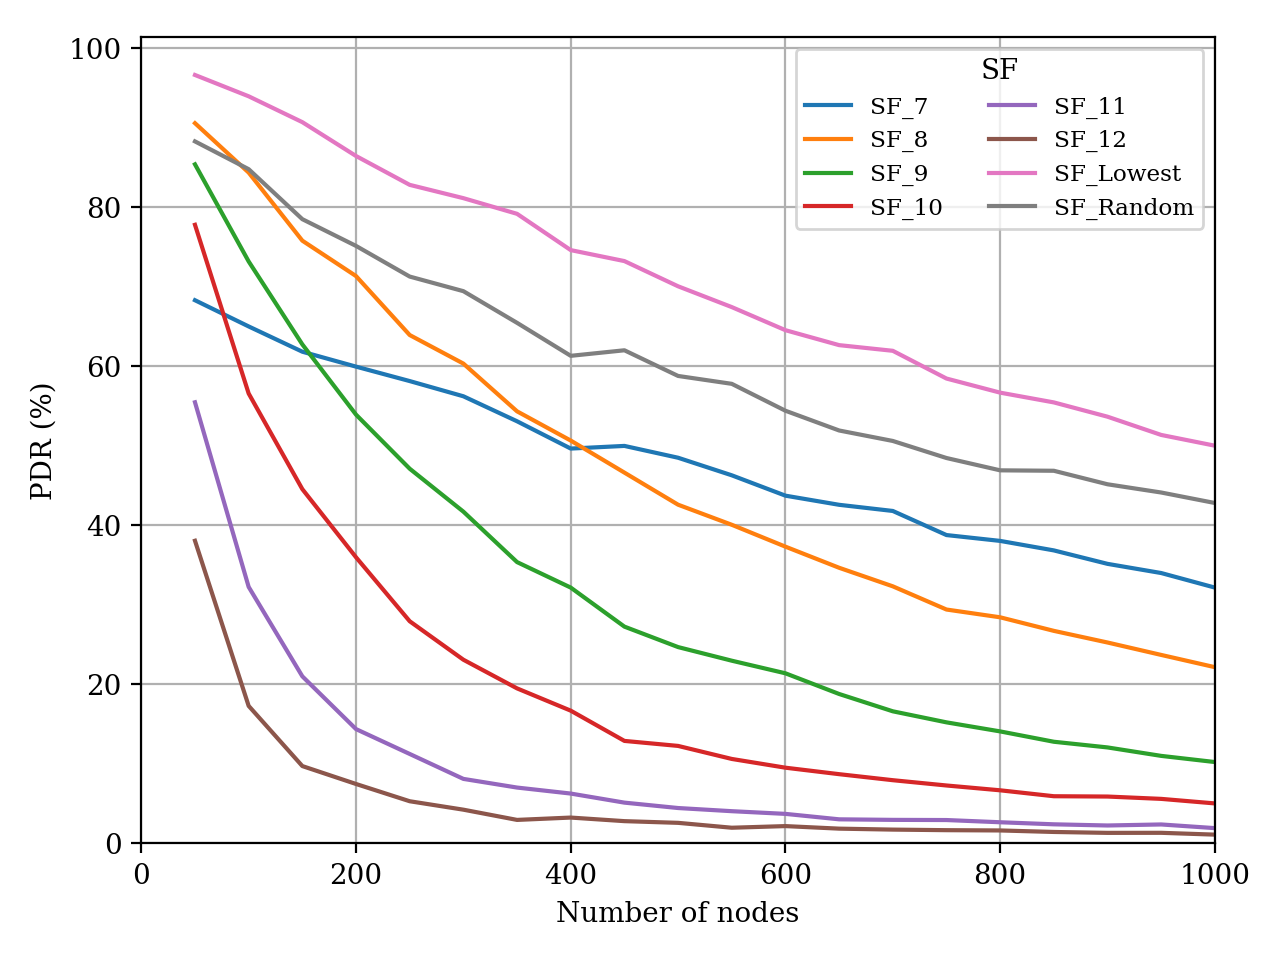 100
80
60
40
20
0
PDR (%)
0 200 400 600 800 1000
Number of nodes
SF
SF_7 SF_11
SF_8 SF_12
SF_9 SF_Lowest
SF_10 SF_Random